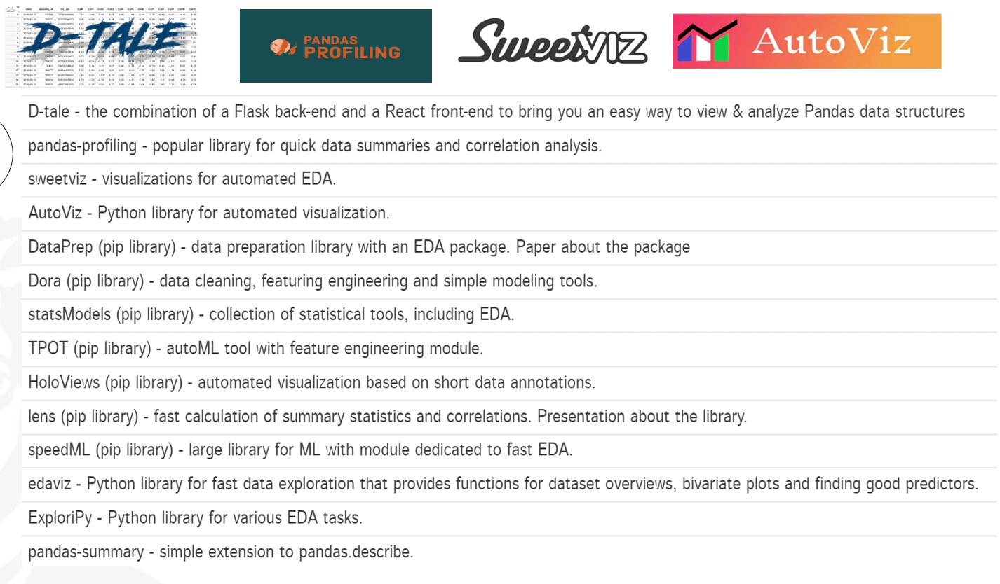 D-TALE
PANDAS
PROFILING
SweetVIZ
AutoViz
D-tale - the combination of a Flask back-end and a React front-end to bring you an easy way to view & analyze Pandas data structures
pandas-profiling - popular library for quick data summaries and correlation analysis.
sweetviz - visualizations for automated EDA.
AutoViz - Python library for automated visualization.
DataPrep (pip library) - data preparation library with an EDA package. Paper about the package
Dora (pip library) - data cleaning, featuring engineering and simple modeling tools.
statsModels (pip library) - collection of statistical tools, including EDA.
TPOT (pip library) - autoML tool with feature engineering module.
HoloViews (pip library) - automated visualization based on short data annotations.
lens (pip library) - fast calculation of summary statistics and correlations. Presentation about the library.
speedML (pip library) - large library for ML with module dedicated to fast EDA.
edaviz - Python library for fast data exploration that provides functions for dataset overviews, bivariate plots and finding good predictors.
ExploriPy - Python library for various EDA tasks.
pandas-summary - simple extension to pandas.describe.